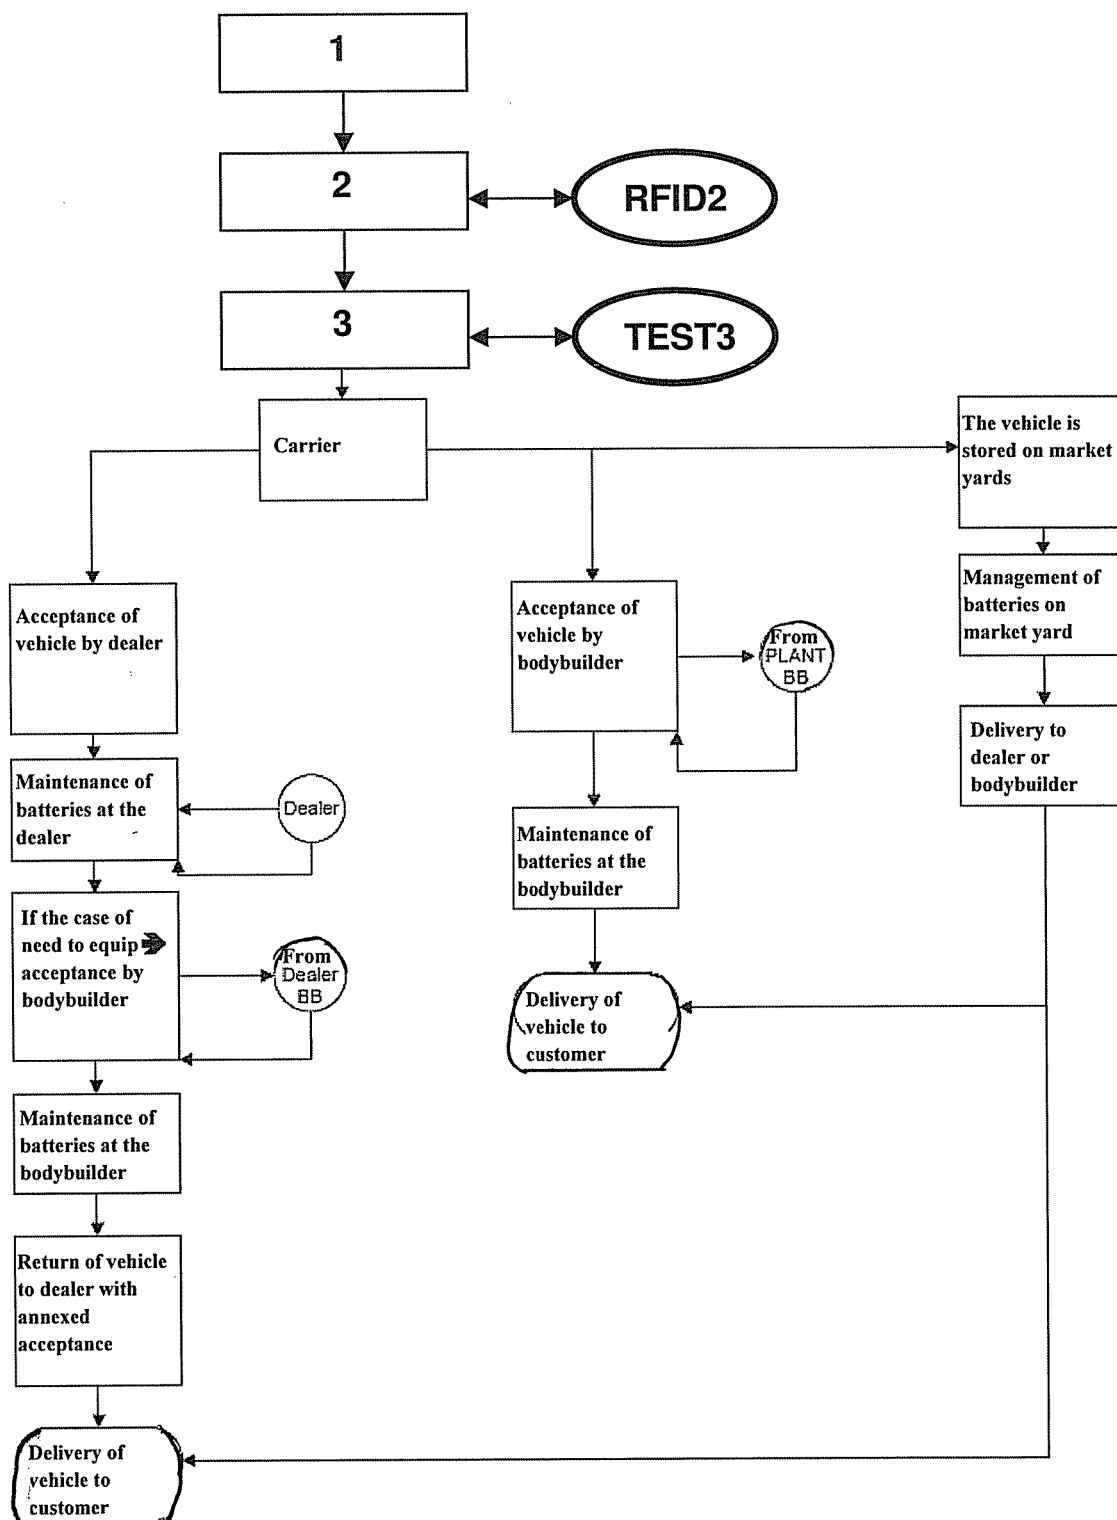 1
2
RFID2
3
TEST3
Carrier
The vehicle is
stored on market
yards
Management of
batteries on
market yard
Delivery to
dealer or
bodybuilder
Acceptance of
vehicle by dealer
Maintenance of
batteries at the
dealer
Dealer
If the case of
need to equip
acceptance by
bodybuilder
From
Dealer
BB
Maintenance of
batteries at the
bodybuilder
Return of vehicle
to dealer with
annexed
acceptance
Delivery of
vehicle to
customer
Acceptance of
vehicle by
bodybuilder
From
PLANT
BB
Maintenance of
batteries at the
bodybuilder
Delivery of
vehicle to
customer